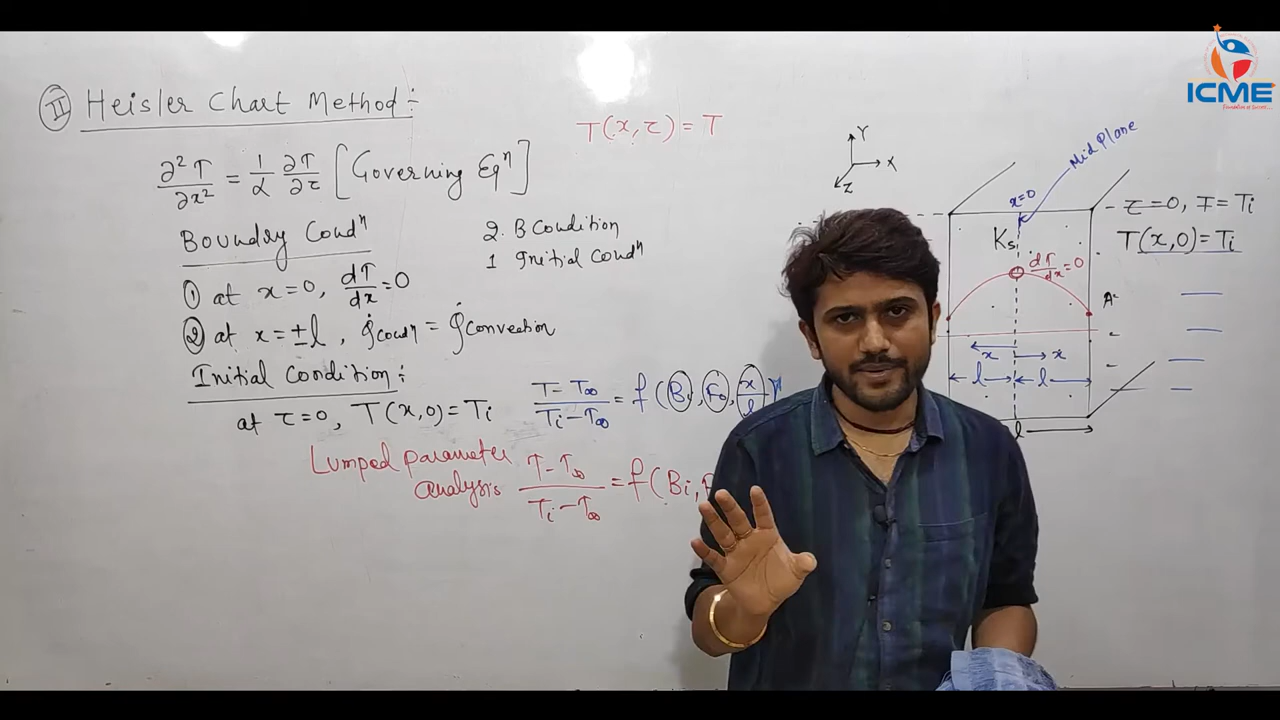 II Heisler Chart Method :-
T(x,τ) = T
∂²T/∂x² = 1/α ∂T/∂τ [Governing Eqⁿ]
Boundry Condⁿ
2. B Condition
1 Initial Condⁿ
① at x=0, dT/dx = 0
② at x = ±l, q̇condⁿ = q̇convection
Initial Condition :
at τ=0, T(x,0) = Ti
T-T∞/Ti-T∞ = f(Bi, Fo, x/l)
Lumped parameter
analysis T-T∞/Ti-T∞ = f(Bi, F
Y
X
Z
Mid Plane
x=0
Ks
dT/dx = 0
x x
l l
l
τ=0, T=Ti
T(x,0) = Ti
A-
ICME